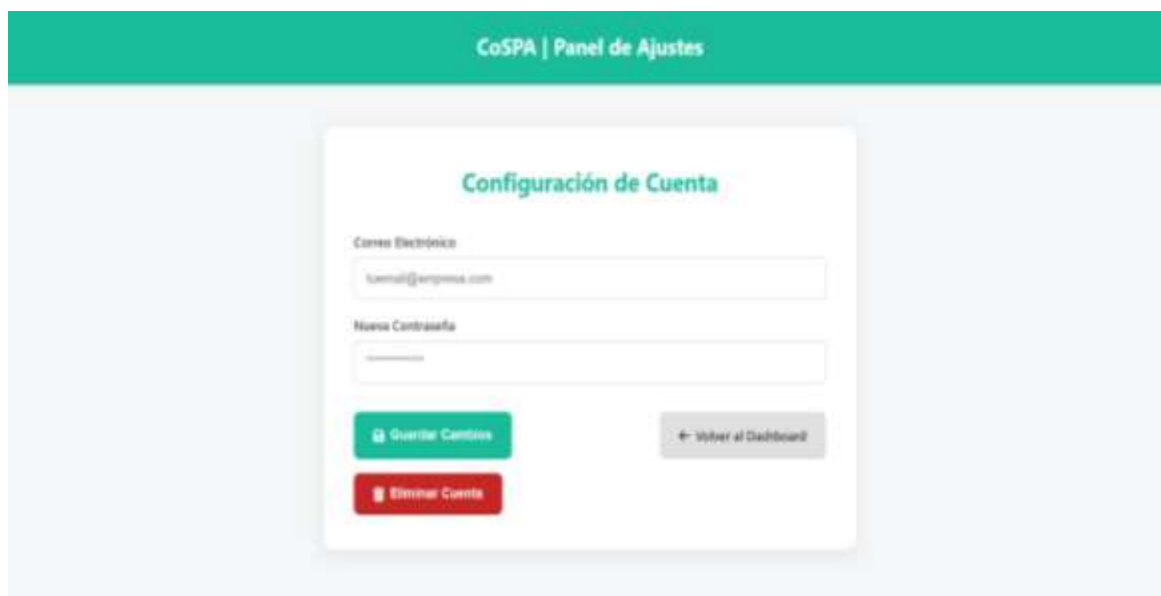 CoSPA | Panel de Ajustes
Configuración de Cuenta
Correo Electrónico
tuemail@empresa.com
Nueva Contraseña
Guardar Cambios
← Volver al Dashboard
Eliminar Cuenta